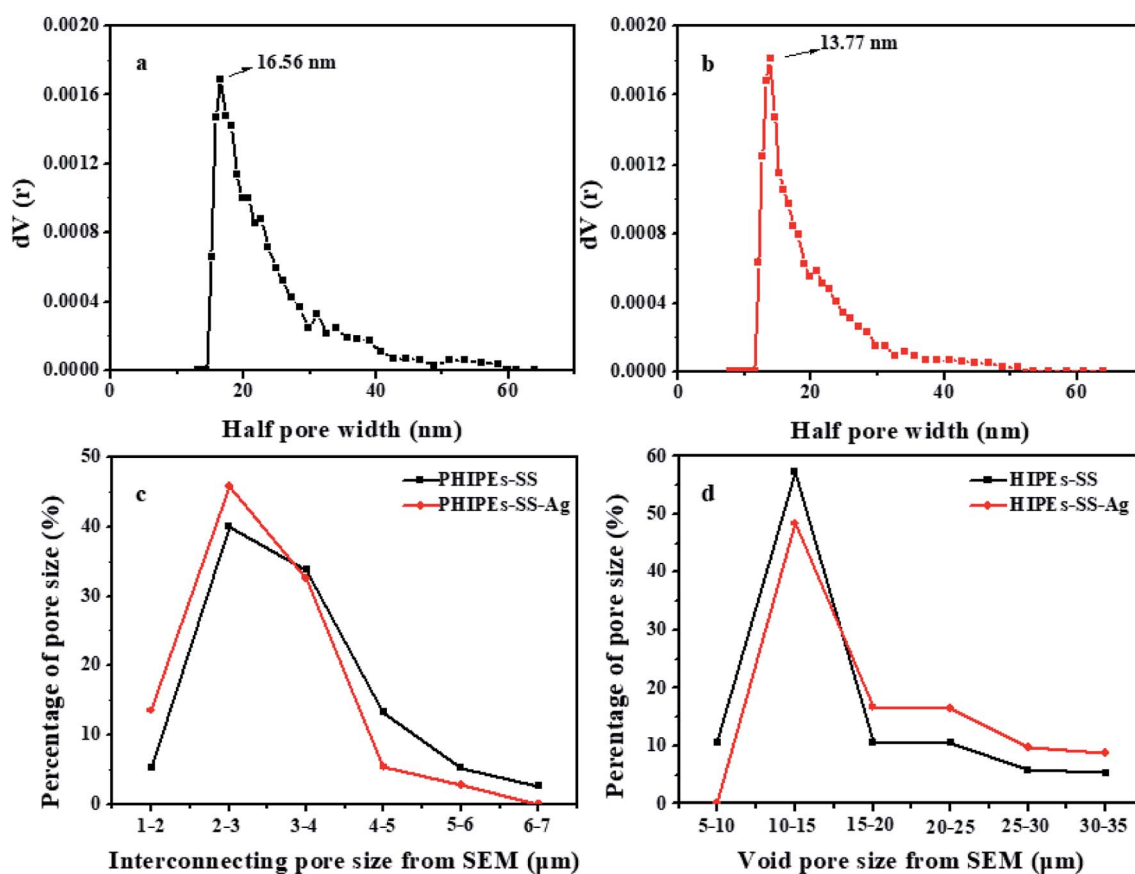 0.0020
0.0016
0.0012
0.0008
0.0004
0.0000
dV (r)
a
16.56 nm
0 20 40 60
Half pore width (nm)
0.0020
0.0016
0.0012
0.0008
0.0004
0.0000
dV (r)
b
13.77 nm
0 20 40 60
Half pore width (nm)
50
40
30
20
10
0
Percentage of pore size (%)
c
PHIPEs-SS
PHIPEs-SS-Ag
1-2 2-3 3-4 4-5 5-6 6-7
Interconnecting pore size from SEM (μm)
60
50
40
30
20
10
0
Perentage of pore size (%)
d
HIPEs-SS
HIPEs-SS-Ag
5-10 10-15 15-20 20-25 25-30 30-35
Void pore size from SEM (μm)